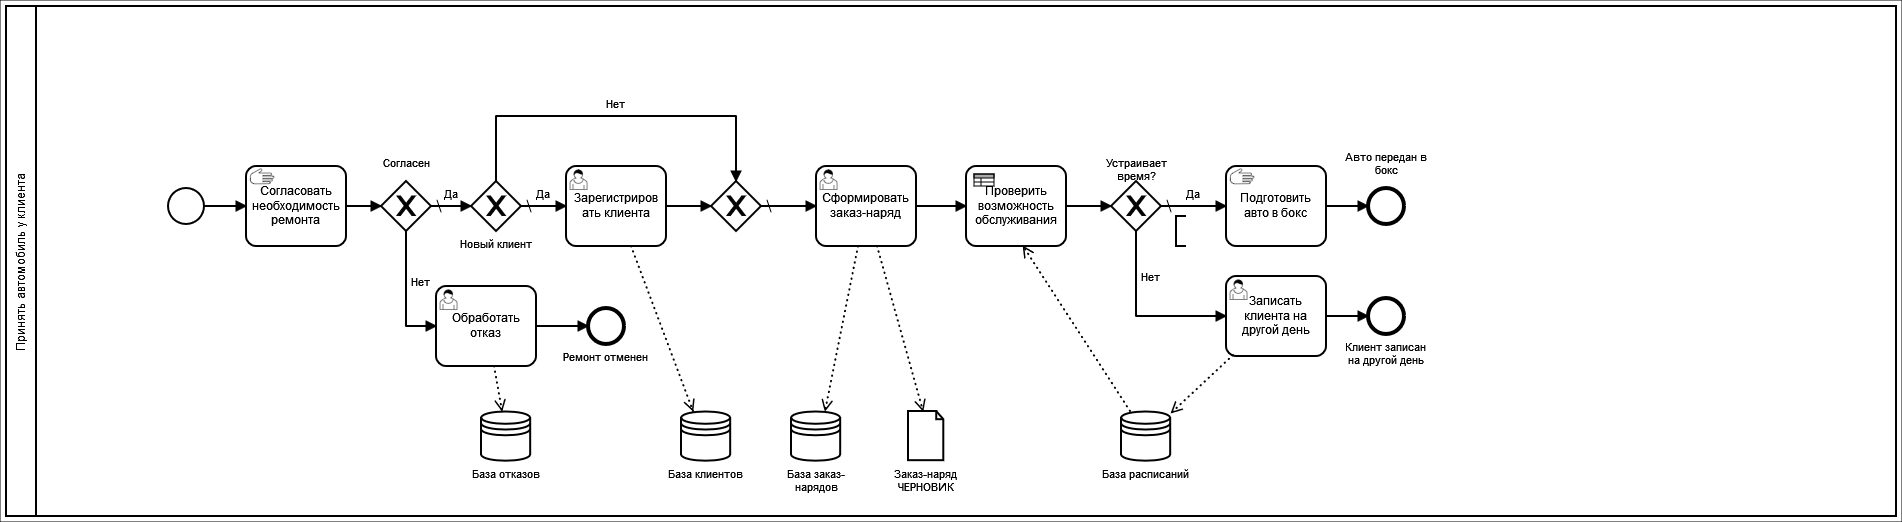 Принять автомобиль у клиента
Согласовать
необходимость
ремонта
Согласен
Да
Нет
Новый клиент
Да
Нет
Зарегистриров
ать клиента
Обработать
отказ
Ремонт отменен
Сформировать
заказ-наряд
Проверить
возможность
обслуживания
Устраивает
время?
Да
Нет
Подготовить
авто в бокс
Авто передан в
бокс
Записать
клиента на
другой день
Клиент записан
на другой день
База отказов
База клиентов
База заказ-
нарядов
Заказ-наряд
ЧЕРНОВИК
База расписаний